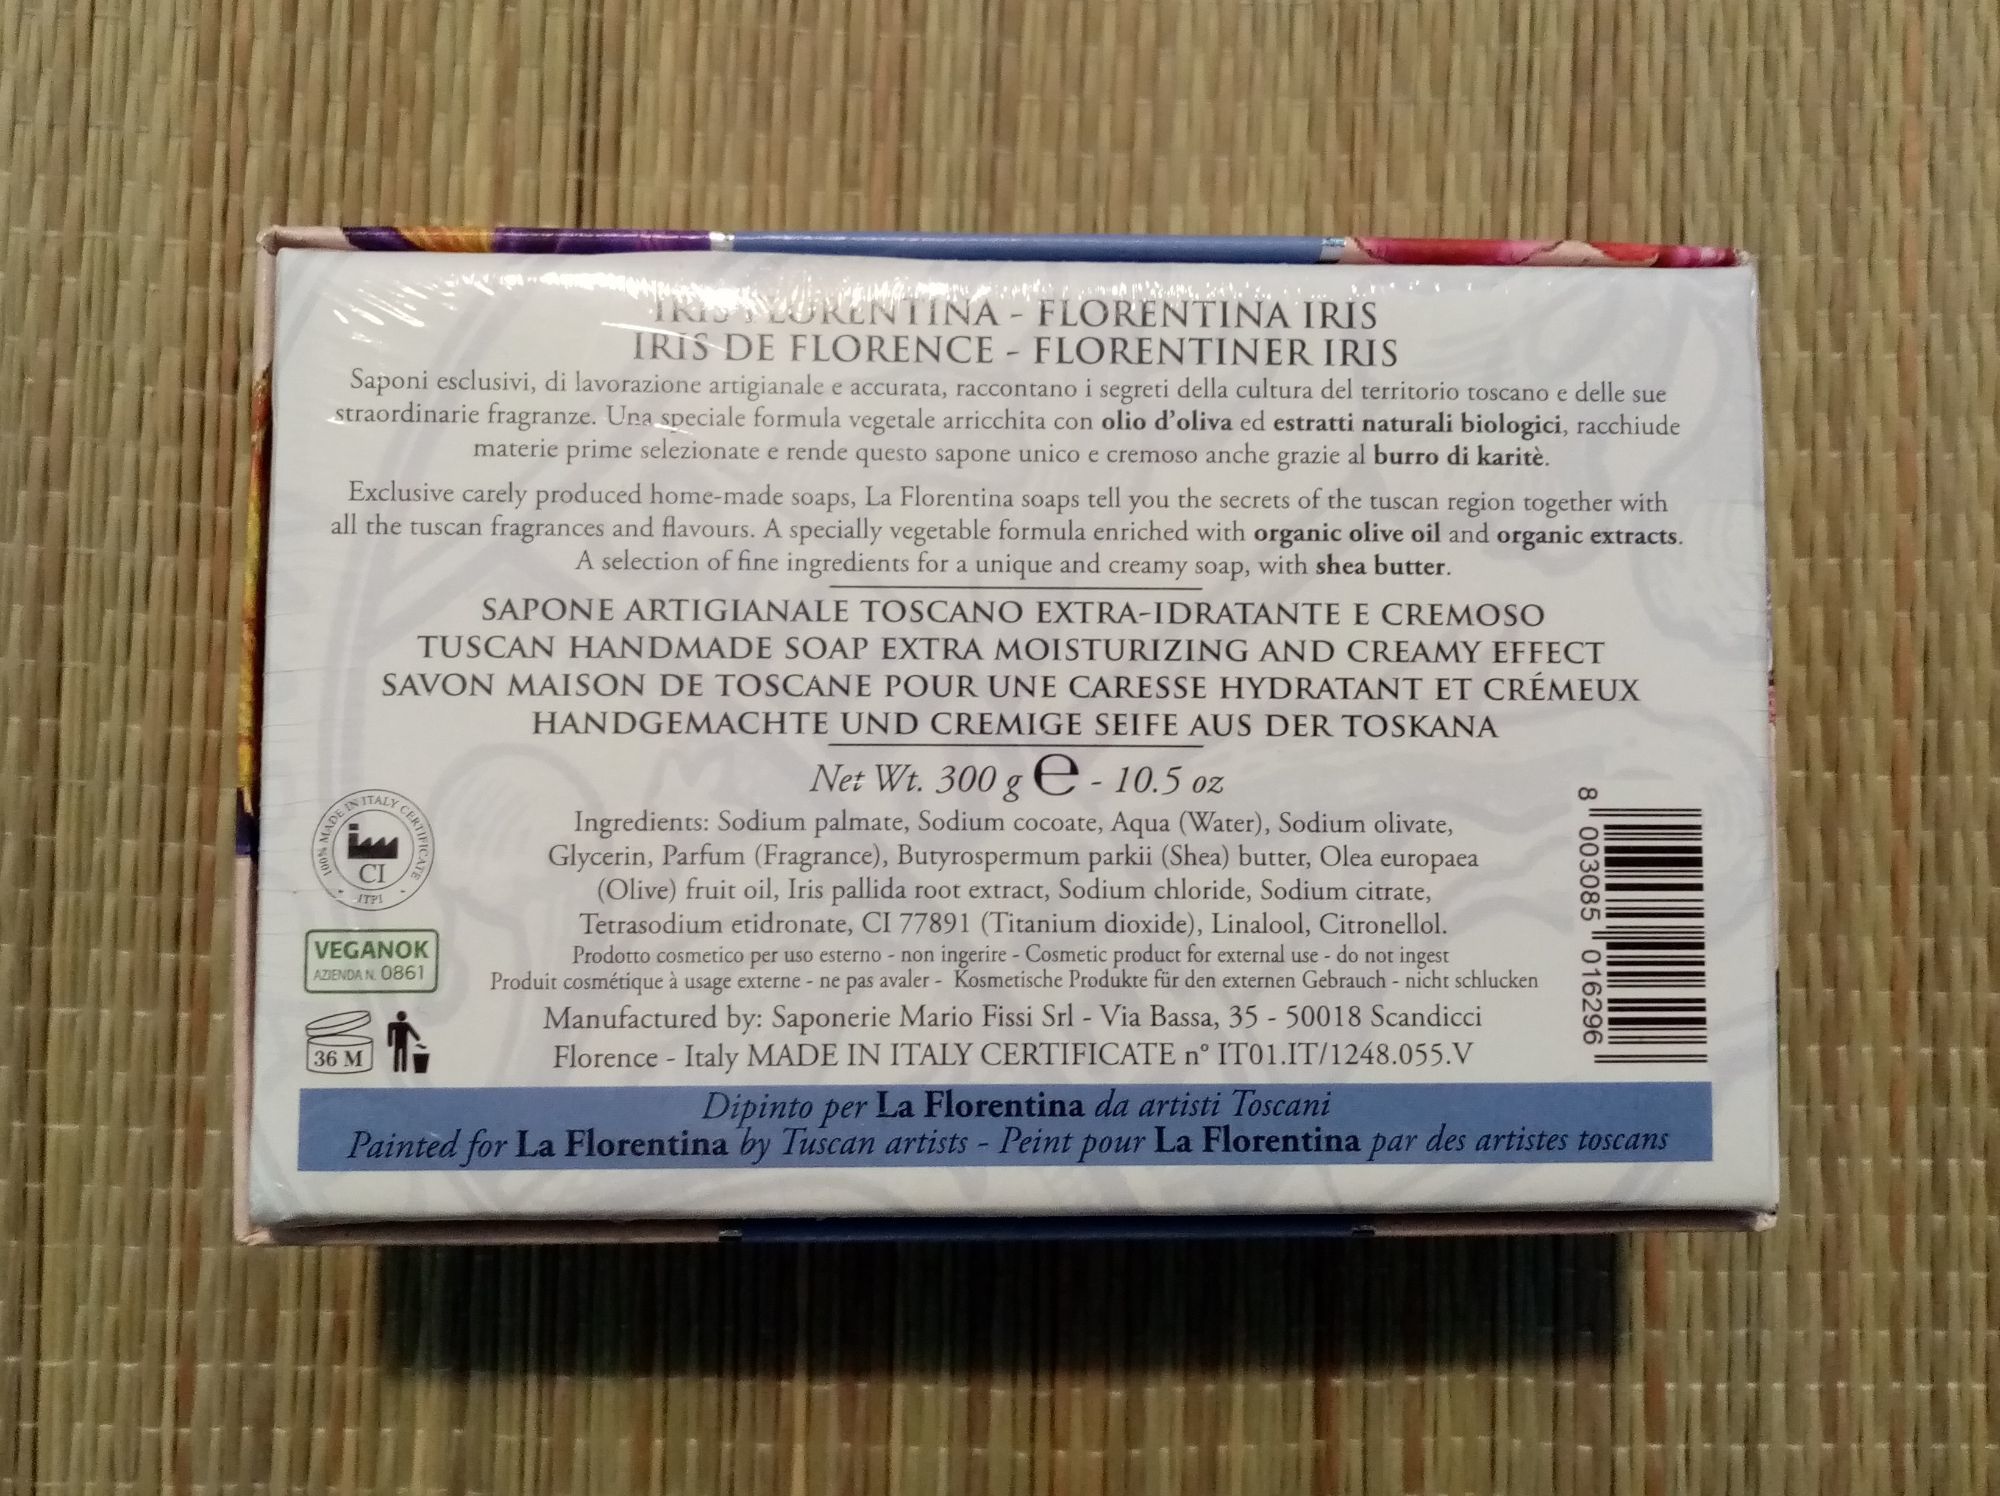 IRIS FLORENTINA - FLORENTINA IRIS
IRIS DE FLORENCE - FLORENTINER IRIS
Saponi esclusivi, di lavorazione artigianale e accurata, raccontano i segreti della cultura del territorio toscano e delle sue
straordinarie fragranze. Una speciale formula vegetale arricchita con olio d'oliva ed estratti naturali biologici, racchiude
materie prime selezionate e rende questo sapone unico e cremoso anche grazie al burro di karitè.
Exclusive carely produced home-made soaps, La Florentina soaps tell you the secrets of the tuscan region together with
all the tuscan fragrances and flavours. A specially vegetable formula enriched with organic olive oil and organic extracts.
A selection of fine ingredients for a unique and creamy soap, with shea butter.
SAPONE ARTIGIANALE TOSCANO EXTRA-IDRATANTE E CREMOSO
TUSCAN HANDMADE SOAP EXTRA MOISTURIZING AND CREAMY EFFECT
SAVON MAISON DE TOSCANE POUR UNE CARESSE HYDRATANT ET CRÉMEUX
HANDGEMACHTE UND CREMIGE SEIFE AUS DER TOSKANA
Net Wt. 300 g ℮ - 10.5 oz
Ingredients: Sodium palmate, Sodium cocoate, Aqua (Water), Sodium olivate,
Glycerin, Parfum (Fragrance), Butyrospermum parkii (Shea) butter, Olea europaea
(Olive) fruit oil, Iris pallida root extract, Sodium chloride, Sodium citrate,
Tetrasodium etidronate, CI 77891 (Titanium dioxide), Linalool, Citronellol.
Prodotto cosmetico per uso esterno - non ingerire - Cosmetic product for external use - do not ingest
Produit cosmétique à usage externe - ne pas avaler - Kosmetische Produkte für den externen Gebrauch - nicht schlucken
Manufactured by: Saponerie Mario Fissi Srl - Via Bassa, 35 - 50018 Scandicci
Florence - Italy MADE IN ITALY CERTIFICATE n° IT01.IT/1248.055.V
100% MADE IN ITALY CERTIFICATE
CI
ITPI
VEGANOK
AZIENDA N. 0861
36 M
8 003085 016296
Dipinto per La Florentina da artisti Toscani
Painted for La Florentina by Tuscan artists - Peint pour La Florentina par des artistes toscans